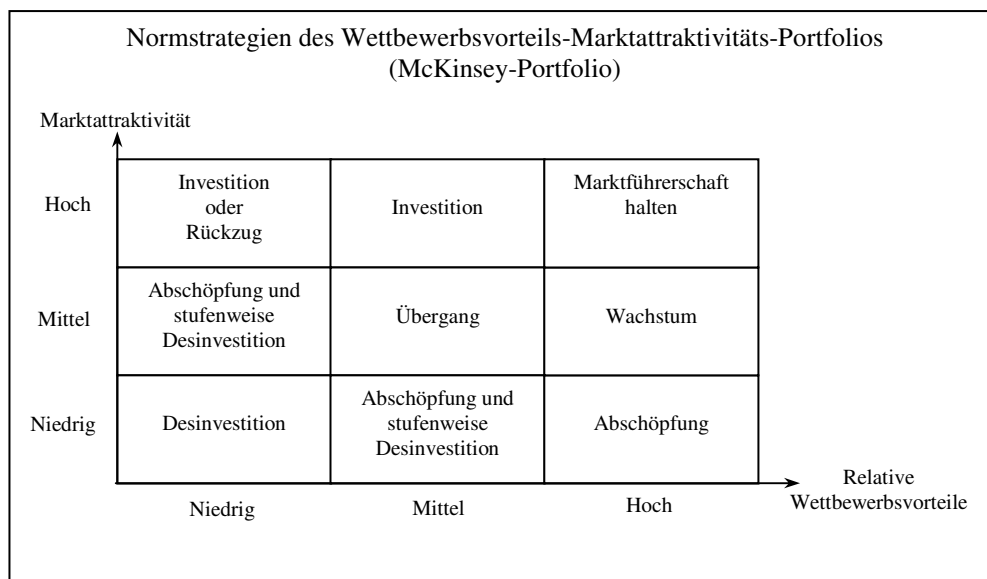 Normstrategien des Wettbewerbsvorteils-Marktattraktivitäts-Portfolios
(McKinsey-Portfolio)
Marktattraktivität
Hoch
Investition
oder
Rückzug
Investition
Marktführerschaft
halten
Mittel
Abschöpfung und
stufenweise
Desinvestition
Übergang
Wachstum
Niedrig
Desinvestition
Abschöpfung und
stufenweise
Desinvestition
Abschöpfung
Niedrig
Mittel
Hoch
Relative
Wettbewerbsvorteile